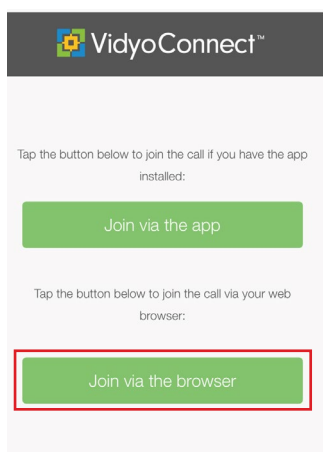 VidyoConnect™
Tap the button below to join the call if you have the app
installed:
Join via the app
Tap the button below to join the call via your web
browser:
Join via the browser